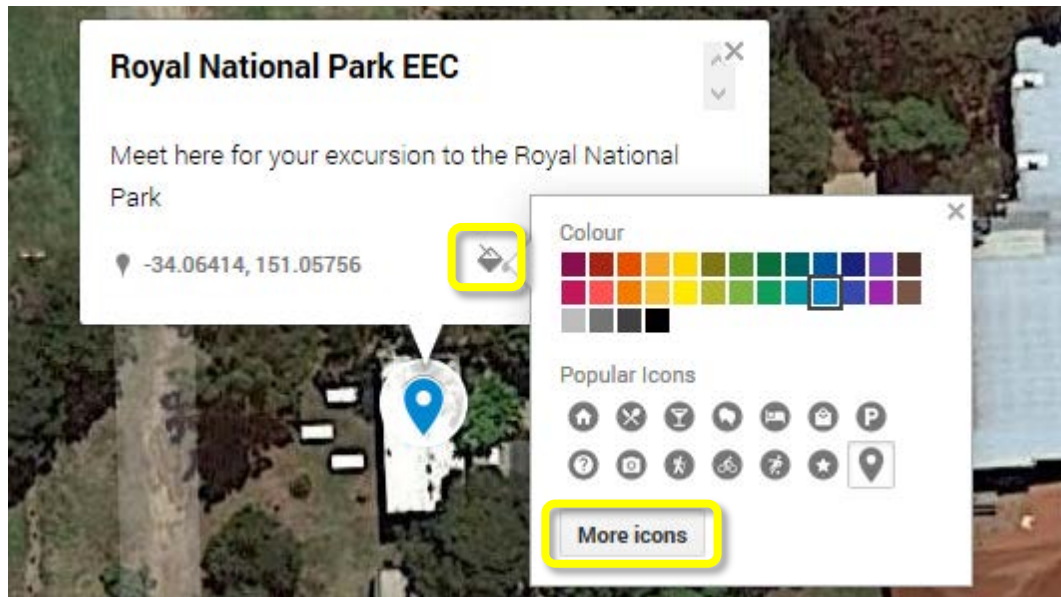 Royal National Park EEC
Meet here for your excursion to the Royal National
Park
-34.06414, 151.05756
Colour
Popular Icons
P
?
More icons